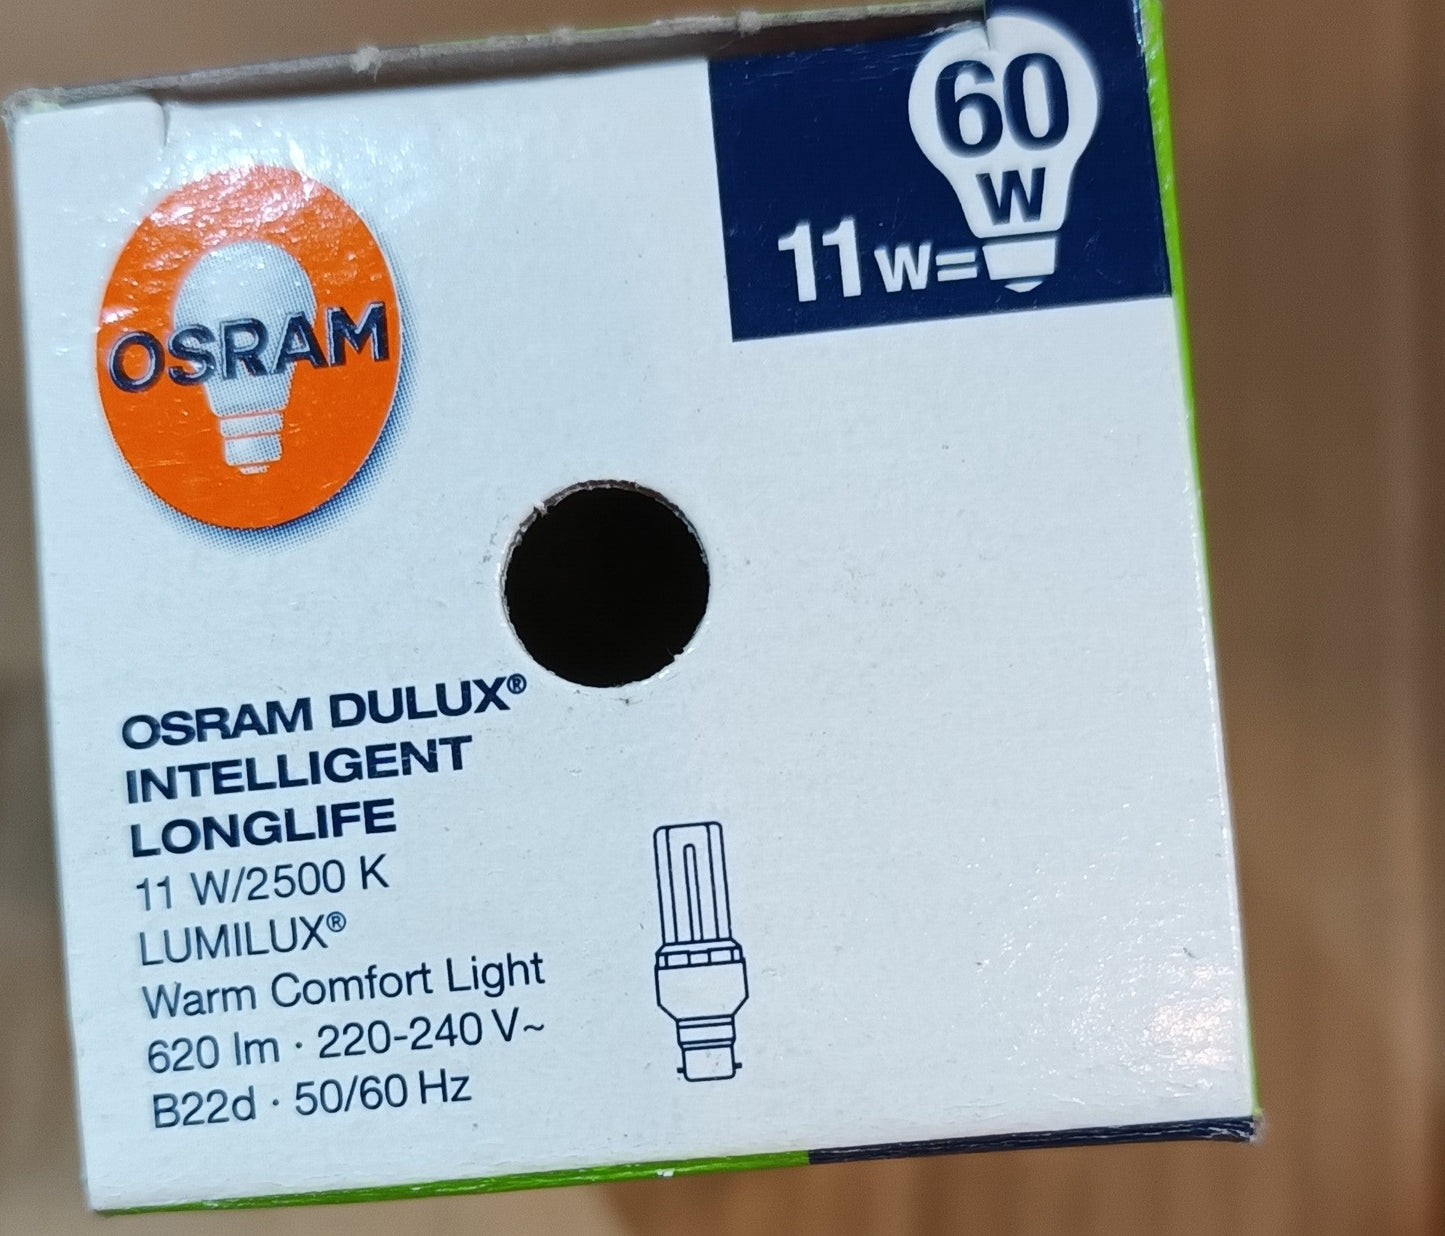 60
W
11 W=
OSRAM
OSRAM DULUX®
INTELLIGENT
LONGLIFE
11 W/2500 K
LUMILUX®
Warm Comfort Light
620 lm · 220-240 V~
B22d · 50/60 Hz